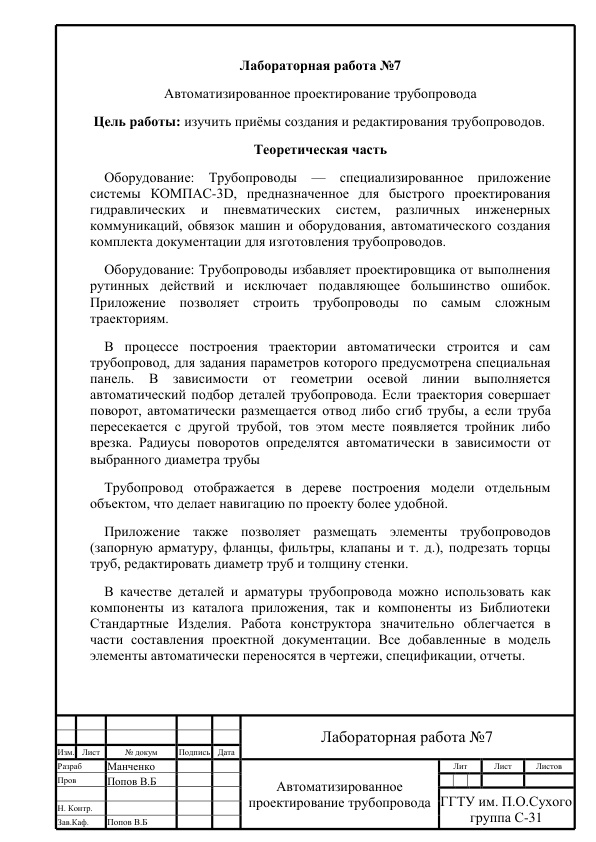 Лабораторная работа №7
Автоматизированное проектирование трубопровода
Цель работы: изучить приёмы создания и редактирования трубопроводов.
Теоретическая часть
Оборудование: Трубопроводы — специализированное приложение
системы КОМПАС-3D, предназначенное для быстрого проектирования
гидравлических и пневматических систем, различных инженерных
коммуникаций, обвязок машин и оборудования, автоматического создания
комплекта документации для изготовления трубопроводов.
Оборудование: Трубопроводы избавляет проектировщика от выполнения
рутинных действий и исключает подавляющее большинство ошибок.
Приложение позволяет строить трубопроводы по самым сложным
траекториям.
В процессе построения траектории автоматически строится и сам
трубопровод, для задания параметров которого предусмотрена специальная
панель. В зависимости от геометрии осевой линии выполняется
автоматический подбор деталей трубопровода. Если траектория совершает
поворот, автоматически размещается отвод либо сгиб трубы, а если труба
пересекается с другой трубой, тов этом месте появляется тройник либо
врезка. Радиусы поворотов определятся автоматически в зависимости от
выбранного диаметра трубы
Трубопровод отображается в дереве построения модели отдельным
объектом, что делает навигацию по проекту более удобной.
Приложение также позволяет размещать элементы трубопроводов
(запорную арматуру, фланцы, фильтры, клапаны и т. д.), подрезать торцы
труб, редактировать диаметр труб и толщину стенки.
В качестве деталей и арматуры трубопровода можно использовать как
компоненты из каталога приложения, так и компоненты из Библиотеки
Стандартные Изделия. Работа конструктора значительно облегчается в
части составления проектной документации. Все добавленные в модель
элементы автоматически переносятся в чертежи, спецификации, отчеты.
Лабораторная работа №7
Изм. Лист № докум Подпись Дата
Разраб Манченко
Пров Попов В.Б
Н. Контр.
Зав.Каф. Попов В.Б
Автоматизированное
проектирование трубопровода
Лит Лист Листов
ГГТУ им. П.О.Сухого
группа С-31